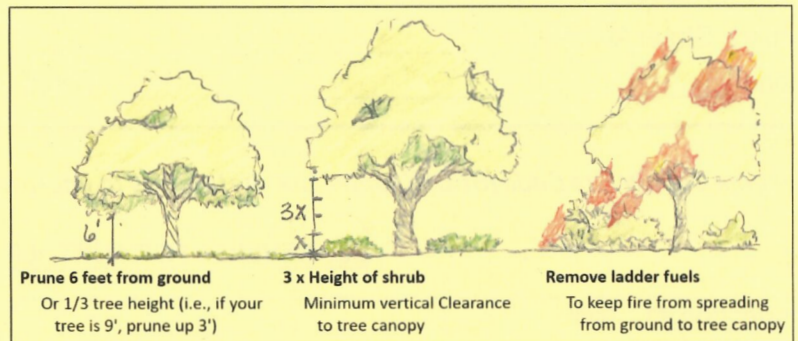 6'
3x
x
Prune 6 feet from ground
Or 1/3 tree height (i.e., if your
tree is 9', prune up 3')
3 x Height of shrub
Minimum vertical Clearance
to tree canopy
Remove ladder fuels
To keep fire from spreading
from ground to tree canopy